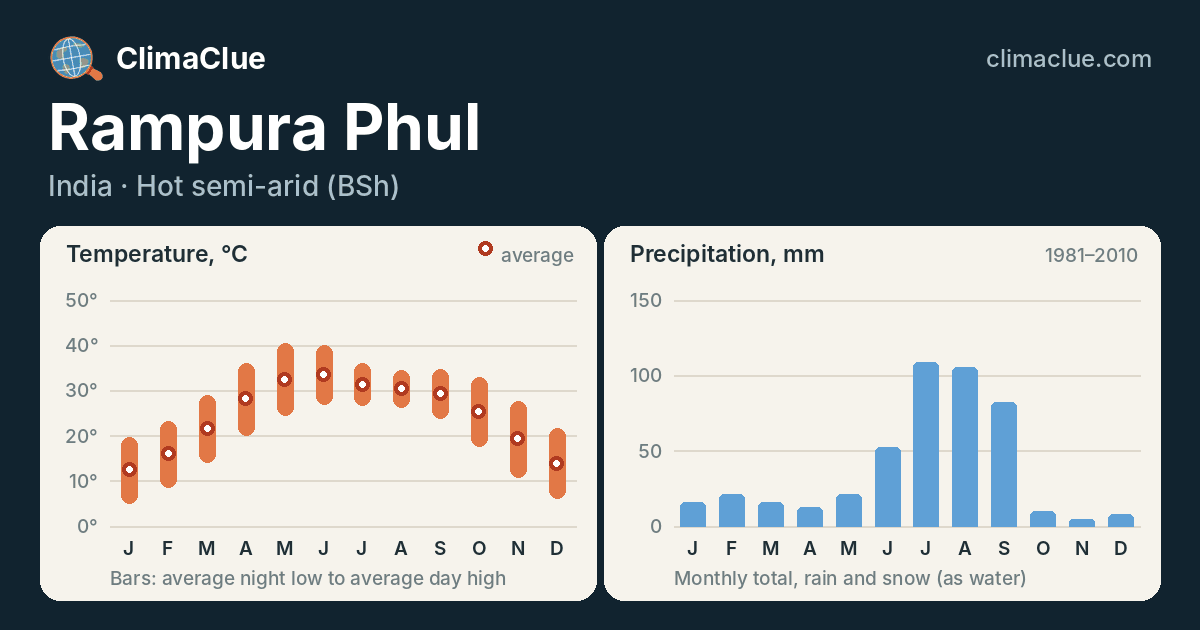 ClimaClue
climaclue.com
Rampura Phul
India · Hot semi-arid (BSh)
Temperature, °C
average
50°
40°
30°
20°
10°
0°
J F M A M J J A S O N D
Bars: average night low to average day high
Precipitation, mm
1981–2010
150
100
50
0
J F M A M J J A S O N D
Monthly total, rain and snow (as water)